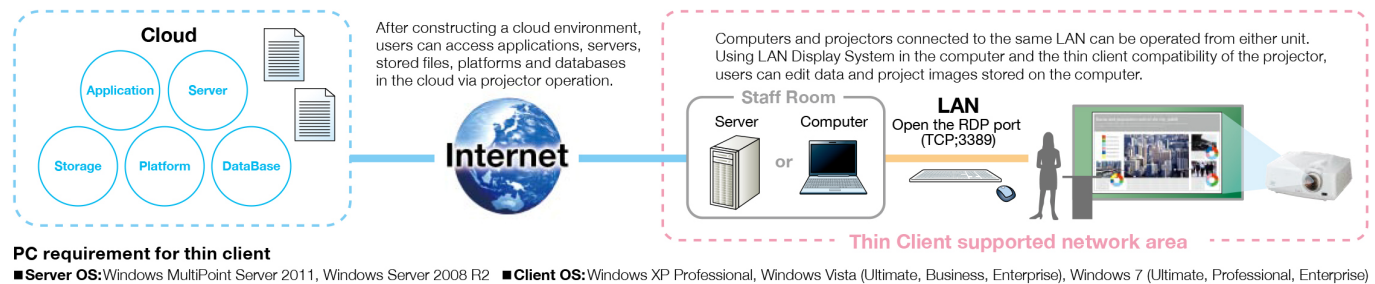 Cloud
Application
Server
Storage
Platform
DataBase
After constructing a cloud environment,
users can access applications, servers,
stored files, platforms and databases
in the cloud via projector operation.
Internet
Computers and projectors connected to the same LAN can be operated from either unit.
Using LAN Display System in the computer and the thin client compatibility of the projector,
users can edit data and project images stored on the computer.
Staff Room
Server
or
Computer
LAN
Open the RDP port
(TCP;3389)
Thin Client supported network area
PC requirement for thin client
■Server OS:Windows MultiPoint Server 2011, Windows Server 2008 R2 ■Client OS:Windows XP Professional, Windows Vista (Ultimate, Business, Enterprise), Windows 7 (Ultimate, Professional, Enterprise)